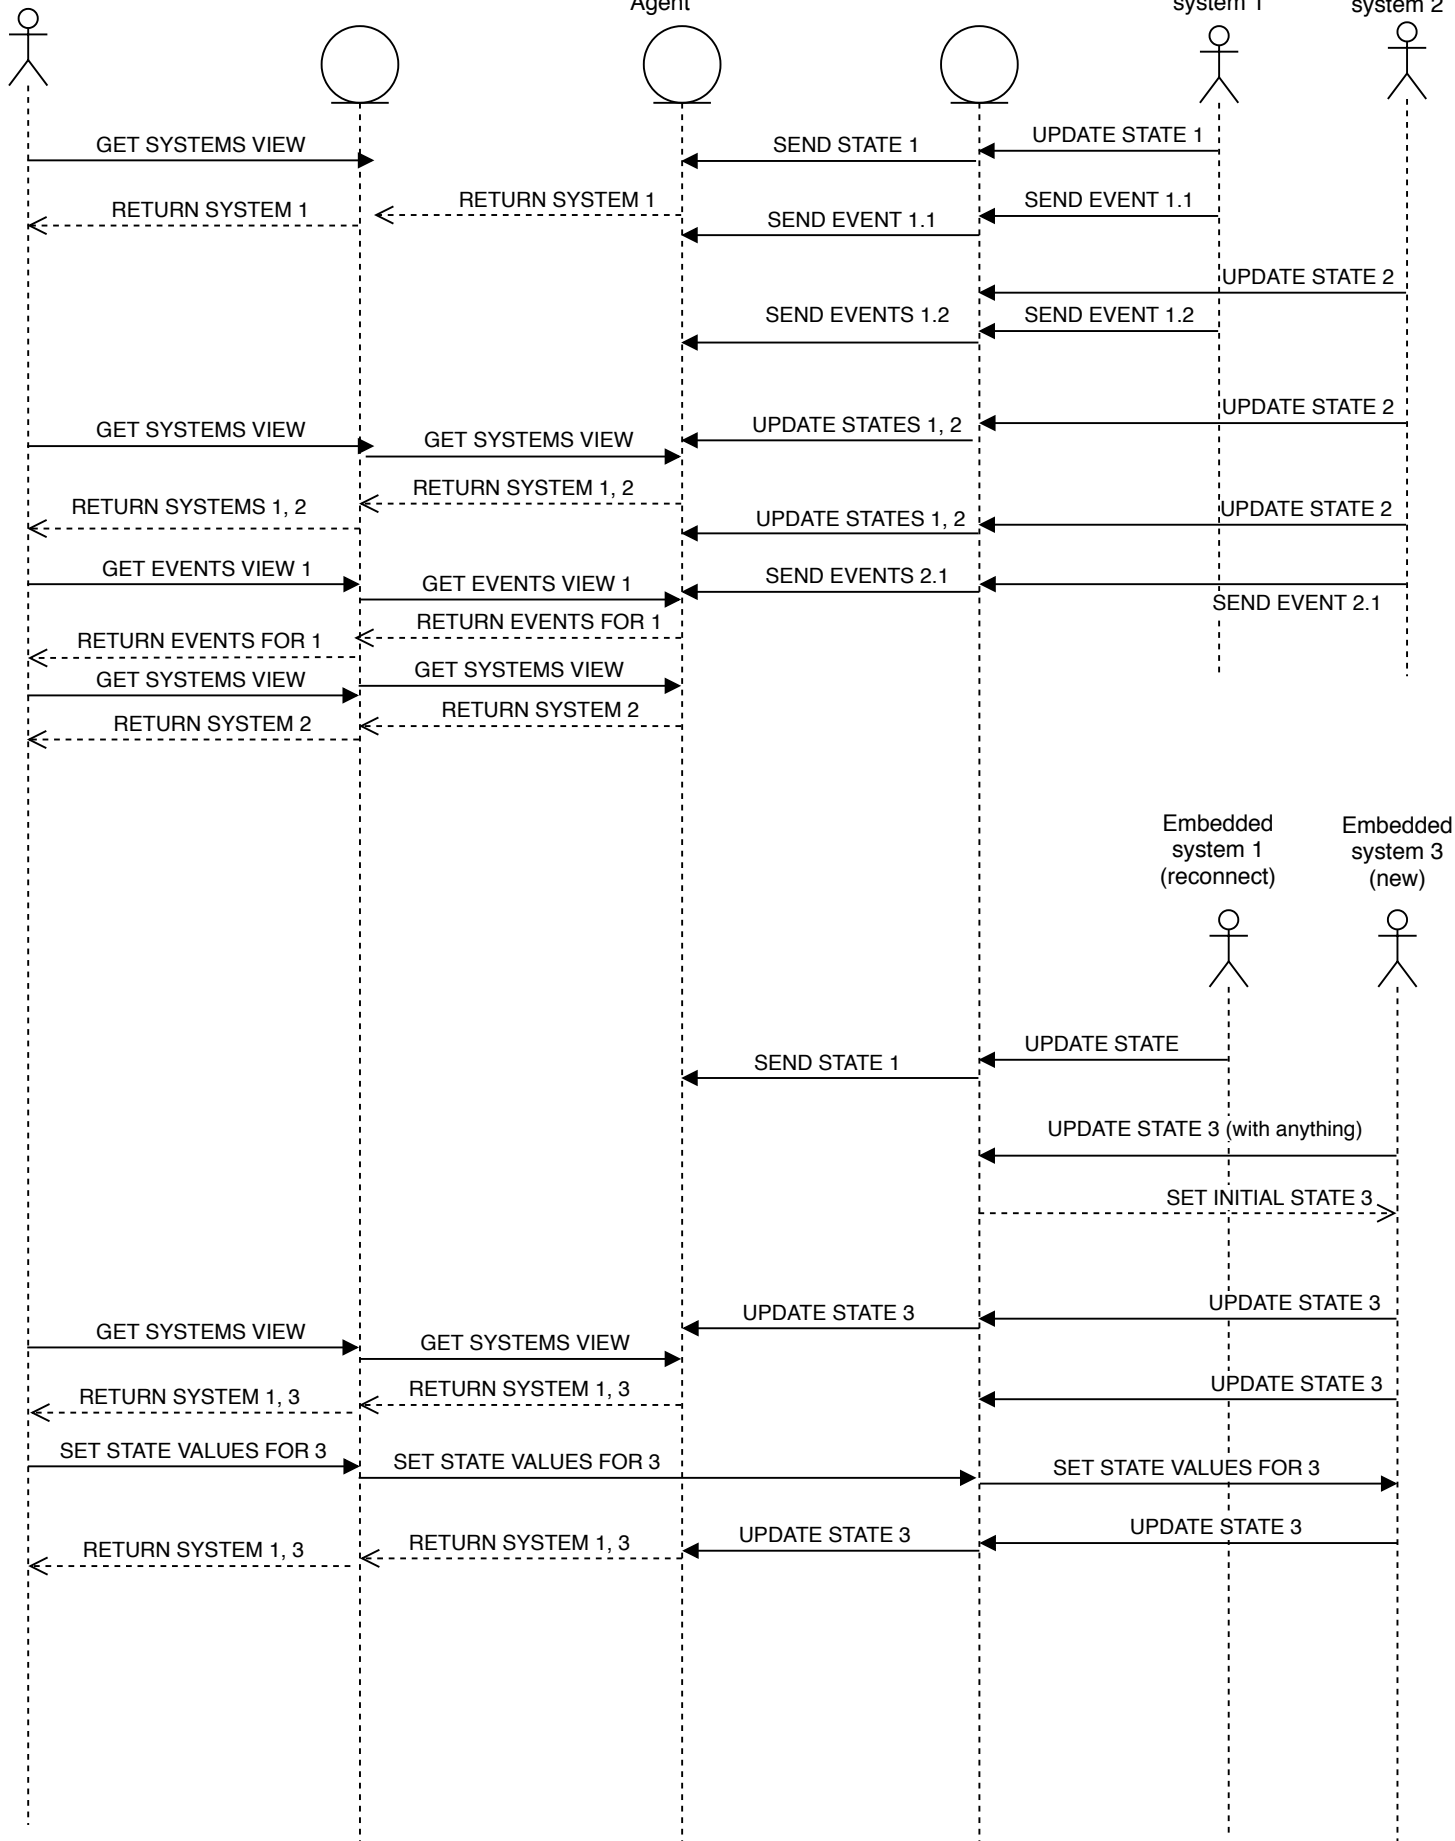 Agent
system 1
system 2
GET SYSTEMS VIEW
SEND STATE 1
UPDATE STATE 1
RETURN SYSTEM 1
RETURN SYSTEM 1
SEND EVENT 1.1
SEND EVENT 1.1
UPDATE STATE 2
SEND EVENTS 1.2
SEND EVENT 1.2
GET SYSTEMS VIEW
GET SYSTEMS VIEW
UPDATE STATES 1, 2
UPDATE STATE 2
RETURN SYSTEMS 1, 2
RETURN SYSTEM 1, 2
UPDATE STATES 1, 2
UPDATE STATE 2
GET EVENTS VIEW 1
GET EVENTS VIEW 1
SEND EVENTS 2.1
SEND EVENT 2.1
RETURN EVENTS FOR 1
RETURN EVENTS FOR 1
GET SYSTEMS VIEW
GET SYSTEMS VIEW
RETURN SYSTEM 2
RETURN SYSTEM 2
Embedded
system 1
(reconnect)
Embedded
system 3
(new)
UPDATE STATE
SEND STATE 1
UPDATE STATE 3 (with anything)
SET INITIAL STATE 3
UPDATE STATE 3
UPDATE STATE 3
GET SYSTEMS VIEW
GET SYSTEMS VIEW
RETURN SYSTEM 1, 3
RETURN SYSTEM 1, 3
UPDATE STATE 3
SET STATE VALUES FOR 3
SET STATE VALUES FOR 3
SET STATE VALUES FOR 3
RETURN SYSTEM 1, 3
RETURN SYSTEM 1, 3
UPDATE STATE 3
UPDATE STATE 3